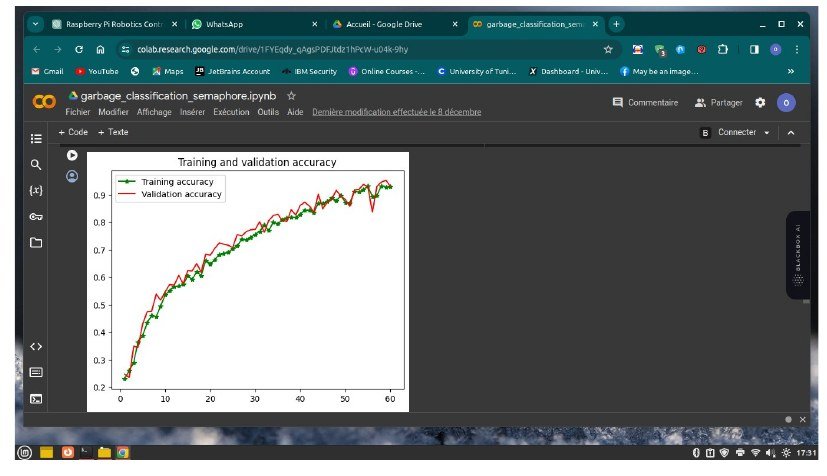 Raspberry Pi Robotics Contr
WhatsApp
Accueil - Google Drive
garbage_classification_sema
colab.research.google.com/drive/1FYEqdy_qAgsPDFJtdz1hPcW-u04k-9hy
Gmail
YouTube
Maps
JetBrains Account
IBM Security
Online Courses -...
University of Tuni...
Dashboard - Univ...
May be an image...
garbage_classification_semaphore.ipynb
Commentaire
Partager
O
Fichier Modifier Affichage Insérer Exécution Outils Aide Dernière modification effectuée le 8 décembre
+ Code + Texte
B Connecter
Training and validation accuracy
Training accuracy
Validation accuracy
0.9
0.8
0.7
0.6
0.5
0.4
0.3
0.2
0 10 20 30 40 50 60
BLACKBOX AI
17:31